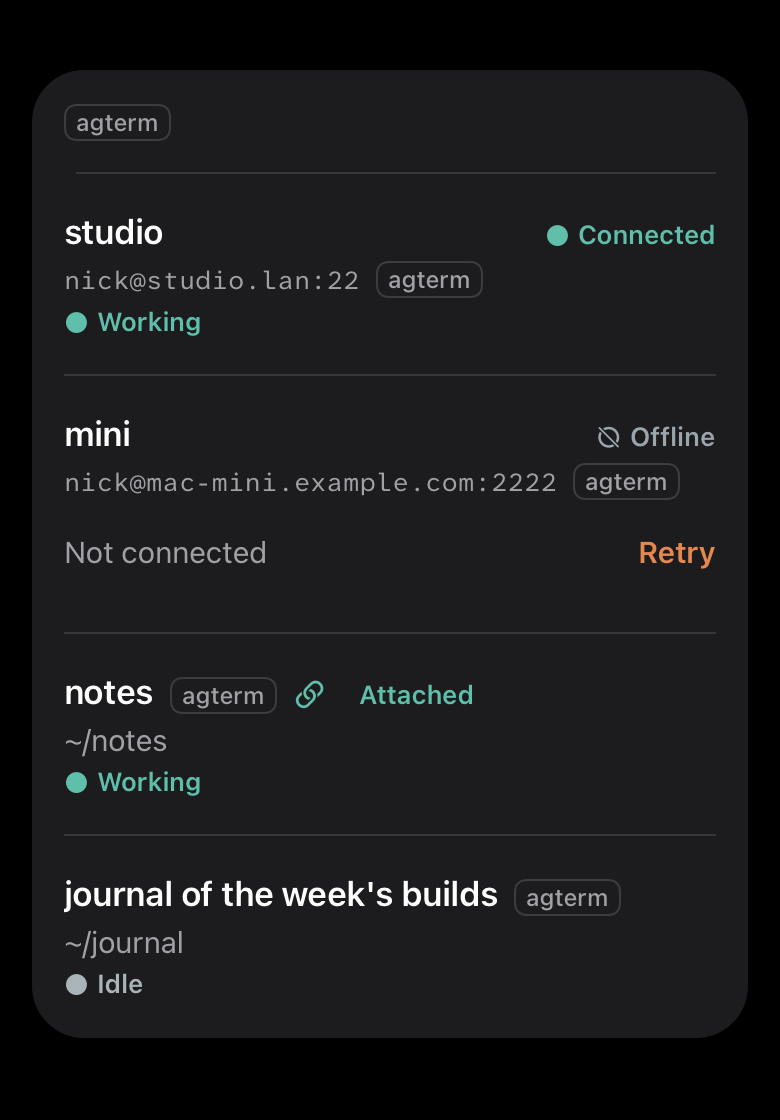 agterm
studio Connected
nick@studio.lan:22 agterm
Working
mini Offline
nick@mac-mini.example.com:2222 agterm
Not connected Retry
notes agterm Attached
~/notes
Working
journal of the week's builds agterm
~/journal
Idle